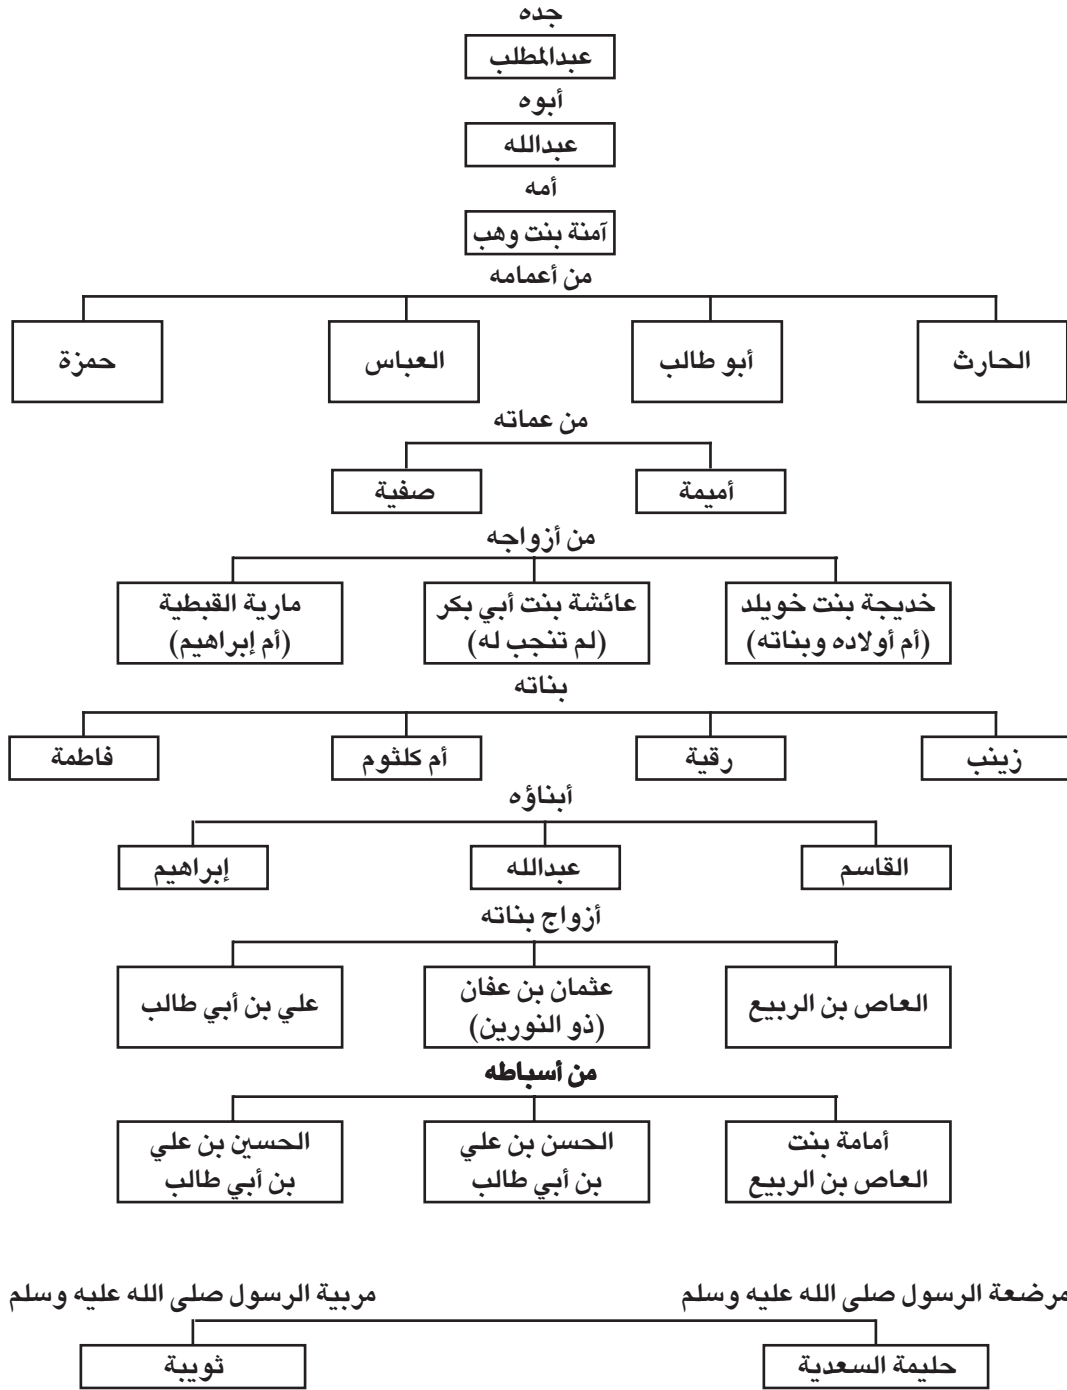 جده
عبدالمطلب
أبوه
عبدالله
أمه
آمنة بنت وهب
من أعمامه
الحارث
أبو طالب
العباس
حمزة
من عماته
أميمة
صفية
من أزواجه
خديجة بنت خويلد
(أم أولاده وبناته)
عائشة بنت أبي بكر
(لم تنجب له)
مارية القبطية
(أم إبراهيم)
بناته
زينب
رقية
أم كلثوم
فاطمة
أبناؤه
القاسم
عبدالله
إبراهيم
أزواج بناته
العاص بن الربيع
عثمان بن عفان
(ذو النورين)
علي بن أبي طالب
من أسباطه
أمامة بنت
العاص بن الربيع
الحسن بن علي
بن أبي طالب
الحسين بن علي
بن أبي طالب
مرضعة الرسول صلى الله عليه وسلم
مربية الرسول صلى الله عليه وسلم
حليمة السعدية
ثويبة